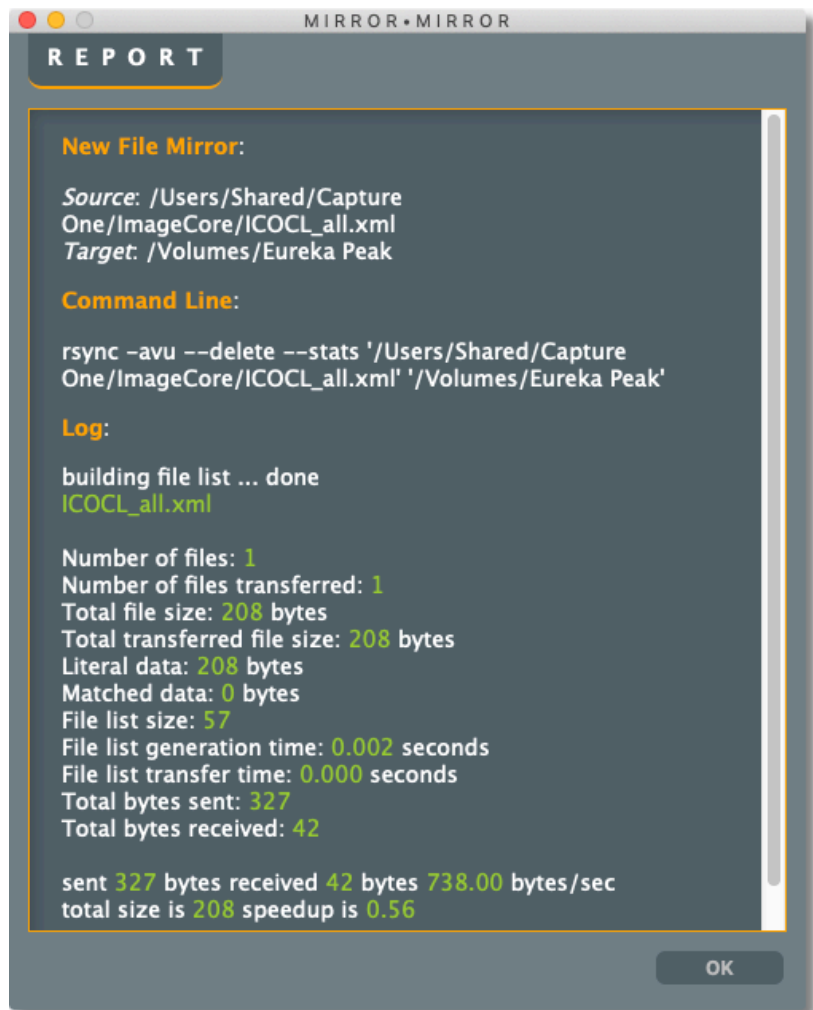 MIRROR•MIRROR
REPORT
New File Mirror:
Source: /Users/Shared/Capture
One/ImageCore/ICOCL_all.xml
Target: /Volumes/Eureka Peak
Command Line:
rsync -avu --delete --stats '/Users/Shared/Capture
One/ImageCore/ICOCL_all.xml' '/Volumes/Eureka Peak'
Log:
building file list ... done
ICOCL_all.xml
Number of files: 1
Number of files transferred: 1
Total file size: 208 bytes
Total transferred file size: 208 bytes
Literal data: 208 bytes
Matched data: 0 bytes
File list size: 57
File list generation time: 0.002 seconds
File list transfer time: 0.000 seconds
Total bytes sent: 327
Total bytes received: 42
sent 327 bytes received 42 bytes 738.00 bytes/sec
total size is 208 speedup is 0.56
OK